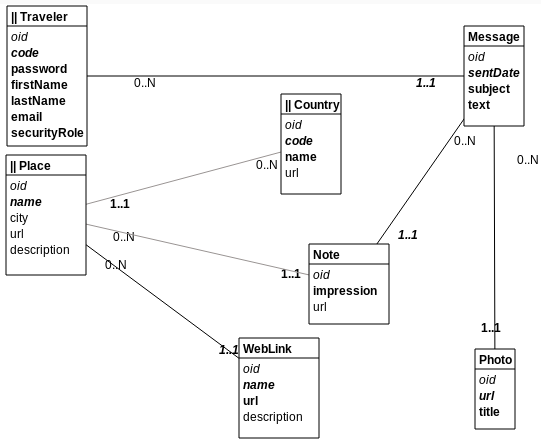 || Traveler
oid
code
password
firstName
lastName
email
securityRole
0..N
1..1
Message
oid
sentDate
subject
text
0..N
0..N
|| Country
oid
code
name
url
0..N
|| Place
oid
name
city
url
description
1..1
0..N
0..N
1..1
1..1
Note
oid
impression
url
1..1
WebLink
oid
name
url
description
1..1
Photo
oid
url
title